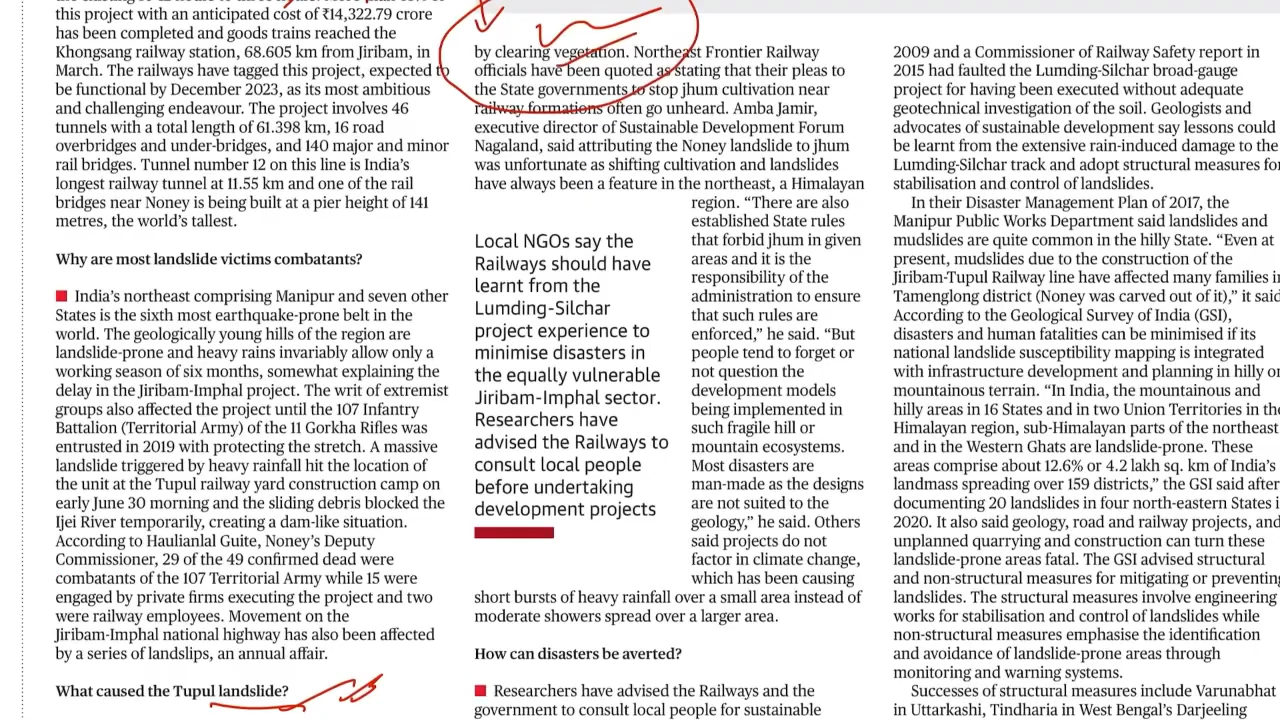 this project with an anticipated cost of ₹14,322.79 crore
has been completed and goods trains reached the
Khongsang railway station, 68.605 km from Jiribam, in
March. The railways have tagged this project, expected to
be functional by December 2023, as its most ambitious
and challenging endeavour. The project involves 46
tunnels with a total length of 61.398 km, 16 road
overbridges and under-bridges, and 140 major and minor
rail bridges. Tunnel number 12 on this line is India’s
longest railway tunnel at 11.55 km and one of the rail
bridges near Noney is being built at a pier height of 141
metres, the world’s tallest.
Why are most landslide victims combatants?
India’s northeast comprising Manipur and seven other
States is the sixth most earthquake-prone belt in the
world. The geologically young hills of the region are
landslide-prone and heavy rains invariably allow only a
working season of six months, somewhat explaining the
delay in the Jiribam-Imphal project. The writ of extremist
groups also affected the project until the 107 Infantry
Battalion (Territorial Army) of the 11 Gorkha Rifles was
entrusted in 2019 with protecting the stretch. A massive
landslide triggered by heavy rainfall hit the location of
the unit at the Tupul railway yard construction camp on
early June 30 morning and the sliding debris blocked the
Ijei River temporarily, creating a dam-like situation.
According to Haulianlal Guite, Noney’s Deputy
Commissioner, 29 of the 49 confirmed dead were
combatants of the 107 Territorial Army while 15 were
engaged by private firms executing the project and two
were railway employees. Movement on the
Jiribam-Imphal national highway has also been affected
by a series of landslips, an annual affair.
What caused the Tupul landslide?
by clearing vegetation. Northeast Frontier Railway
officials have been quoted as stating that their pleas to
the State governments to stop jhum cultivation near
railway formations often go unheard. Amba Jamir,
executive director of Sustainable Development Forum
Nagaland, said attributing the Noney landslide to jhum
was unfortunate as shifting cultivation and landslides
have always been a feature in the northeast, a Himalayan
region. “There are also
established State rules
that forbid jhum in given
areas and it is the
responsibility of the
administration to ensure
that such rules are
enforced,” he said. “But
people tend to forget or
not question the
development models
being implemented in
such fragile hill or
mountain ecosystems.
Most disasters are
man-made as the designs
are not suited to the
geology,” he said. Others
said projects do not
factor in climate change,
which has been causing
short bursts of heavy rainfall over a small area instead of
moderate showers spread over a larger area.
Local NGOs say the
Railways should have
learnt from the
Lumding-Silchar
project experience to
minimise disasters in
the equally vulnerable
Jiribam-Imphal sector.
Researchers have
advised the Railways to
consult local people
before undertaking
development projects
How can disasters be averted?
Researchers have advised the Railways and the
government to consult local people for sustainable
2009 and a Commissioner of Railway Safety report in
2015 had faulted the Lumding-Silchar broad-gauge
project for having been executed without adequate
geotechnical investigation of the soil. Geologists and
advocates of sustainable development say lessons could
be learnt from the extensive rain-induced damage to the
Lumding-Silchar track and adopt structural measures for
stabilisation and control of landslides.
In their Disaster Management Plan of 2017, the
Manipur Public Works Department said landslides and
mudslides are quite common in the hilly State. “Even at
present, mudslides due to the construction of the
Jiribam-Tupul Railway line have affected many families in
Tamenglong district (Noney was carved out of it),” it said
According to the Geological Survey of India (GSI),
disasters and human fatalities can be minimised if its
national landslide susceptibility mapping is integrated
with infrastructure development and planning in hilly or
mountainous terrain. “In India, the mountainous and
hilly areas in 16 States and in two Union Territories in the
Himalayan region, sub-Himalayan parts of the northeast
and in the Western Ghats are landslide-prone. These
areas comprise about 12.6% or 4.2 lakh sq. km of India’s
landmass spreading over 159 districts,” the GSI said after
documenting 20 landslides in four north-eastern States
2020. It also said geology, road and railway projects, and
unplanned quarrying and construction can turn these
landslide-prone areas fatal. The GSI advised structural
and non-structural measures for mitigating or preventing
landslides. The structural measures involve engineering
works for stabilisation and control of landslides while
non-structural measures emphasise the identification
and avoidance of landslide-prone areas through
monitoring and warning systems.
Successes of structural measures include Varunabhat
in Uttarkashi, Tindharia in West Bengal’s Darjeeling